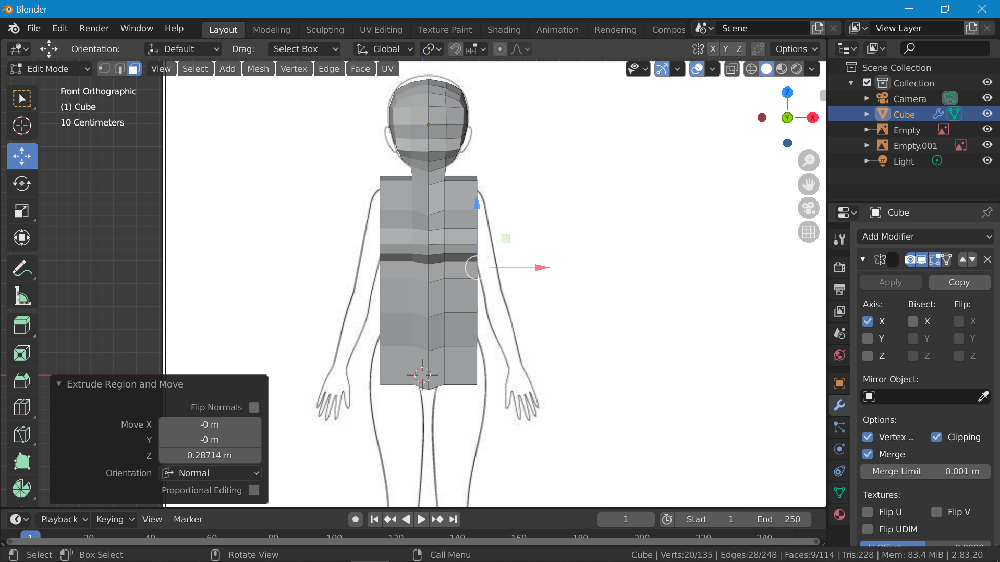 Blender
File Edit Render Window Help Layout Modeling Sculpting UV Editing Texture Paint Shading Animation Rendering Compos Scene View Layer
Orientation: Default Drag: Select Box Global X Y Z Options
Edit Mode View Select Add Mesh Vertex Edge Face UV
Front Orthographic
(1) Cube
10 Centimeters
Z
Y
X
Scene Collection
Collection
Camera
Cube
Empty
Empty.001
Light
Cube
Add Modifier
Apply Copy
Axis: Bisect: Flip:
X X X
Y Y Y
Z Z Z
Mirror Object:
Options:
Vertex ... Clipping
Merge
Merge Limit 0.001 m
Textures:
Flip U Flip V
Flip UDIM
Extrude Region and Move
Flip Normals
Move X -0 m
Y -0 m
Z 0.28714 m
Orientation Normal
Proportional Editing
Playback Keying View Marker 1 Start 1 End 250
1 20 40 60 80 100 120 140 160 180 200 220 240
Select Box Select Rotate View Call Menu Cube | Verts:20/135 | Edges:28/248 | Faces:9/114 | Tris:228 | Mem: 83.4 MiB | 2.83.20